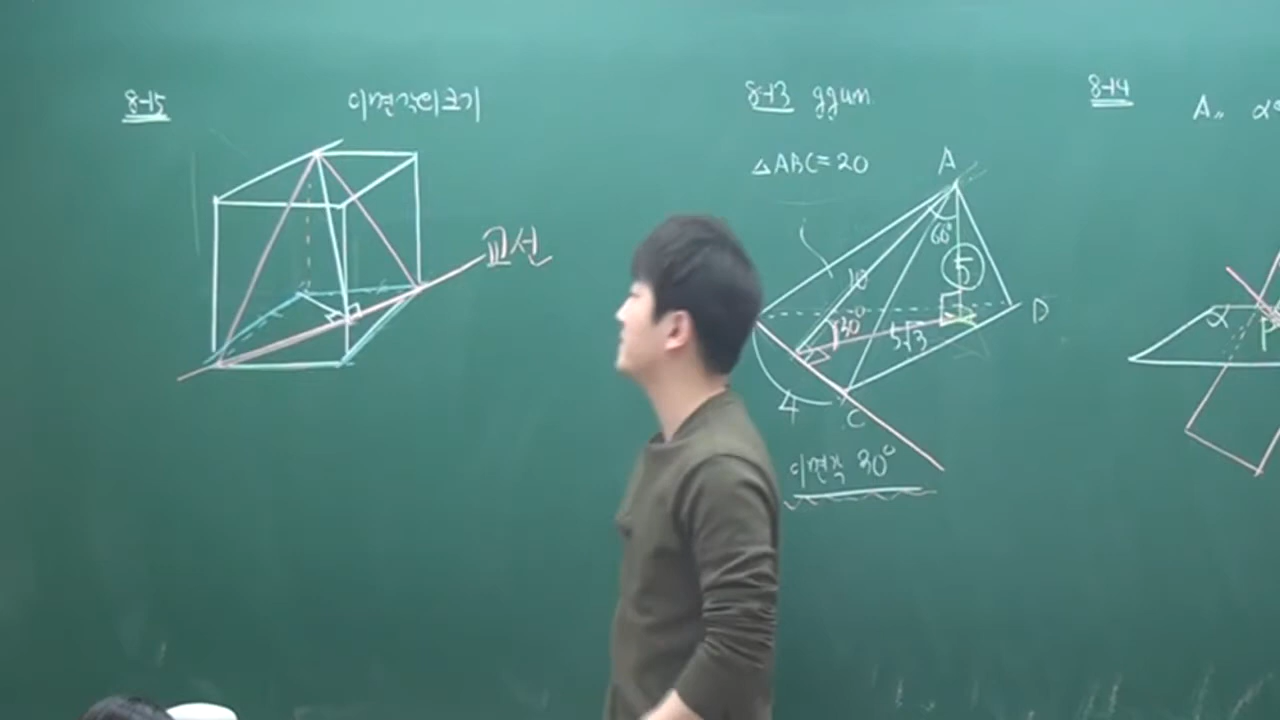 8-15
이면각의 크기
교선
8-13 ggum
△ABC=20
A
60°
10
5
30°
5√3
D
4
C
이면각 30°
8-14
A,,
α
α
P